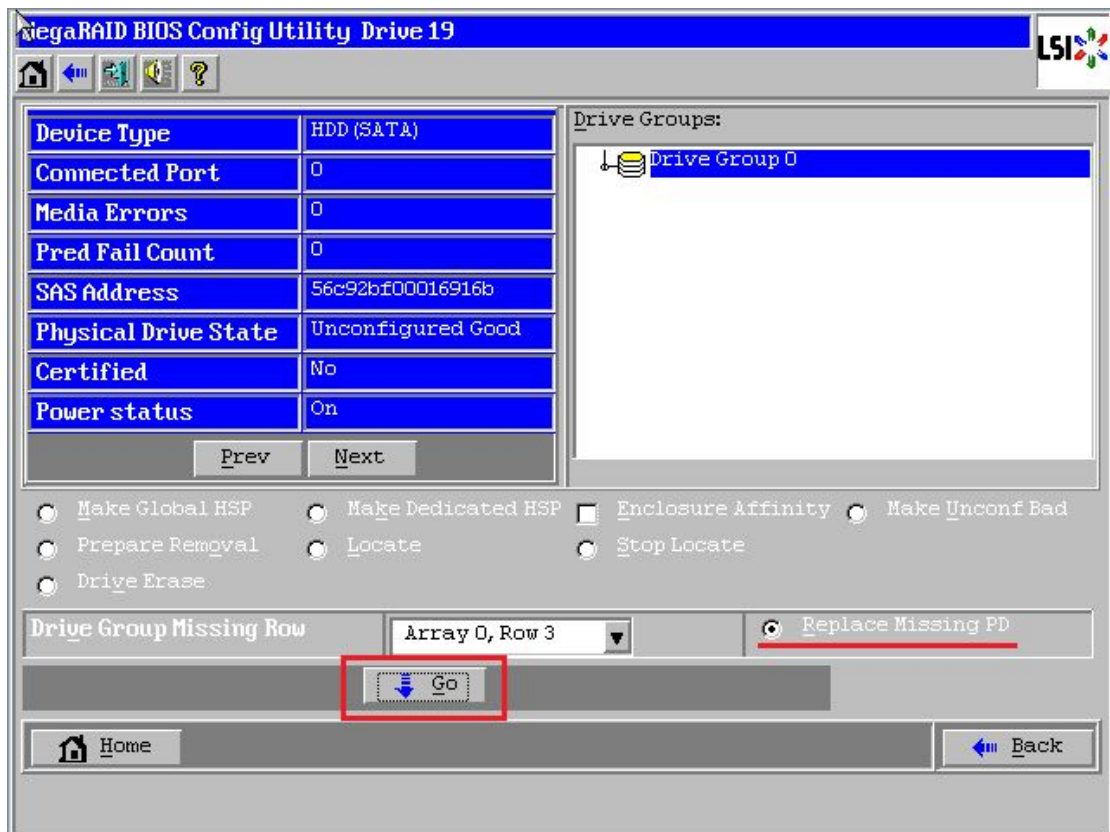 MegaRAID BIOS Config Utility Drive 19
LSI
Device Type HDD (SATA)
Connected Port 0
Media Errors 0
Pred Fail Count 0
SAS Address 56c92bf00016916b
Physical Drive State Unconfigured Good
Certified No
Power status On
Prev Next
Drive Groups:
Drive Group 0
Make Global HSP Make Dedicated HSP Enclosure Affinity Make Unconf Bad
Prepare Removal Locate Stop Locate
Drive Erase
Drive Group Missing Row Array 0, Row 3 Replace Missing PD
Go
Home Back